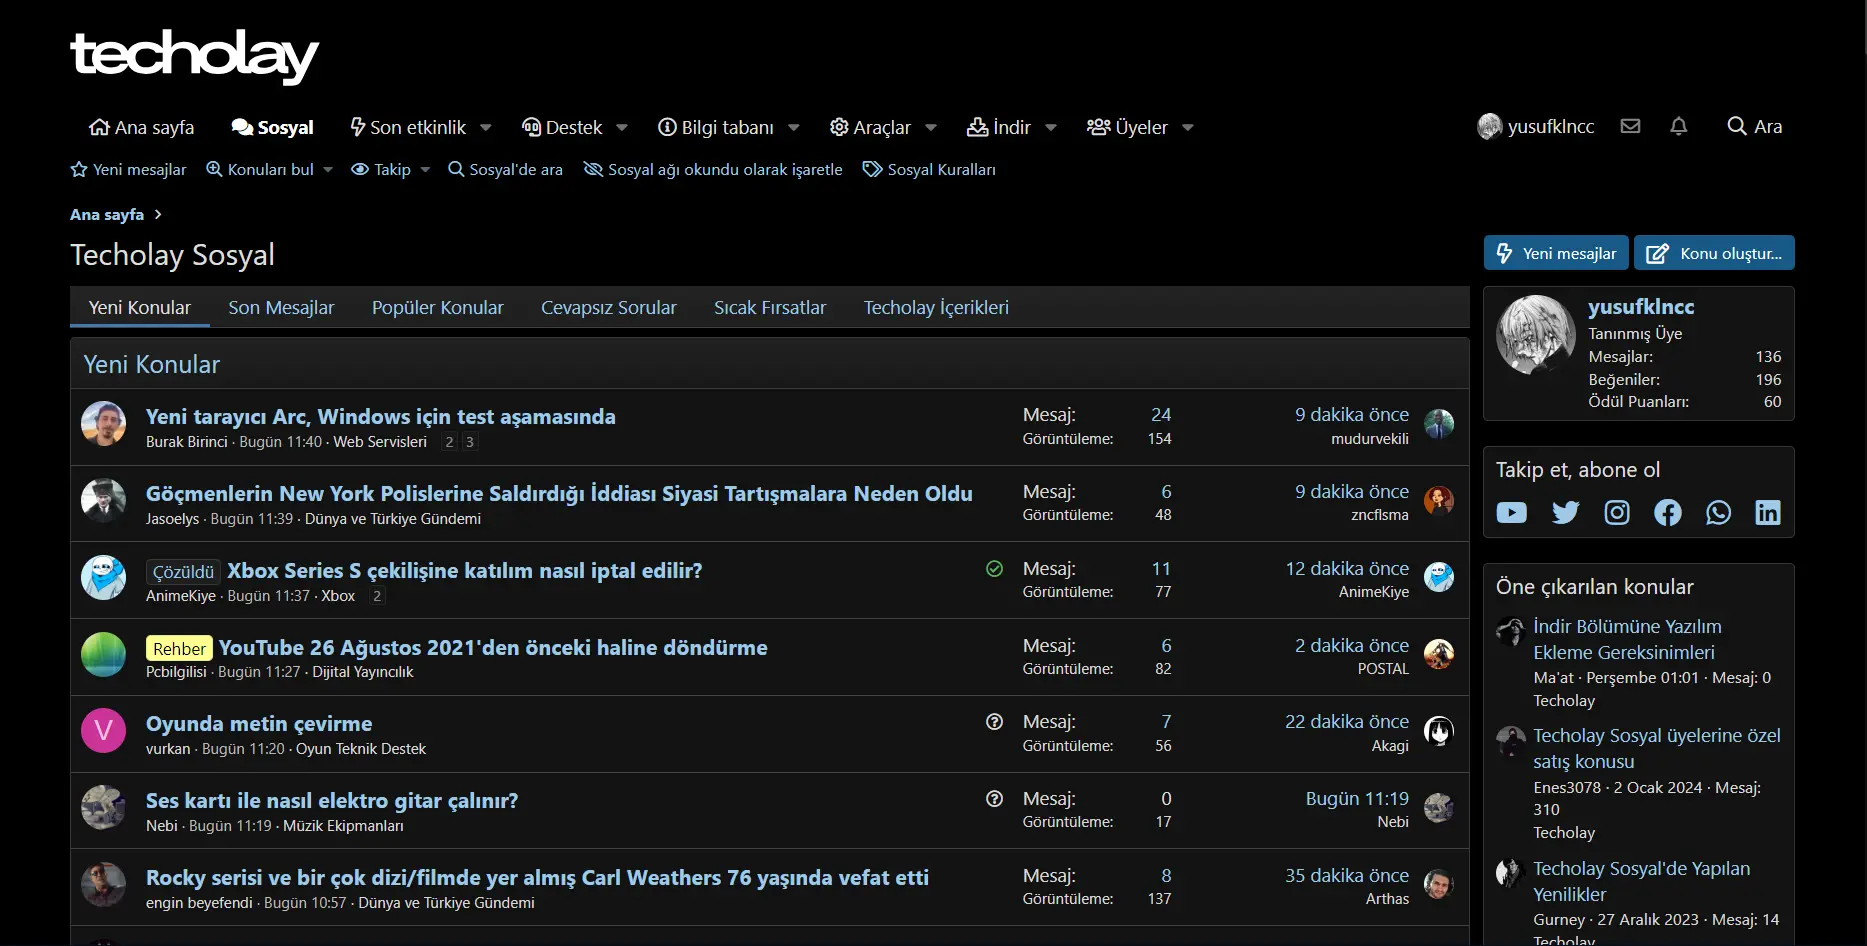 techolay
Ana sayfa Sosyal Son etkinlik Destek Bilgi tabanı Araçlar İndir Üyeler yusufklncc Ara
Yeni mesajlar Konuları bul Takip Sosyal'de ara Sosyal ağı okundu olarak işaretle Sosyal Kuralları
Ana sayfa
Techolay Sosyal
Yeni mesajlar Konu oluştur...
Yeni Konular Son Mesajlar Popüler Konular Cevapsız Sorular Sıcak Fırsatlar Techolay İçerikleri
Yeni Konular
Yeni tarayıcı Arc, Windows için test aşamasında
Burak Birinci · Bugün 11:40 · Web Servisleri 2 3
Mesaj: 24
Görüntüleme: 154
9 dakika önce
mudurvekili
Göçmenlerin New York Polislerine Saldırdığı İddiası Siyasi Tartışmalara Neden Oldu
Jasoelys · Bugün 11:39 · Dünya ve Türkiye Gündemi
Mesaj: 6
Görüntüleme: 48
9 dakika önce
zncflsma
Çözüldü Xbox Series S çekilişine katılım nasıl iptal edilir?
AnimeKiye · Bugün 11:37 · Xbox 2
Mesaj: 11
Görüntüleme: 77
12 dakika önce
AnimeKiye
Rehber YouTube 26 Ağustos 2021'den önceki haline döndürme
Pcbilgilisi · Bugün 11:27 · Dijital Yayıncılık
Mesaj: 6
Görüntüleme: 82
2 dakika önce
POSTAL
V
Oyunda metin çevirme
vurkan · Bugün 11:20 · Oyun Teknik Destek
Mesaj: 7
Görüntüleme: 56
22 dakika önce
Akagi
Ses kartı ile nasıl elektro gitar çalınır?
Nebi · Bugün 11:19 · Müzik Ekipmanları
Mesaj: 0
Görüntüleme: 17
Bugün 11:19
Nebi
Rocky serisi ve bir çok dizi/filmde yer almış Carl Weathers 76 yaşında vefat etti
engin beyefendi · Bugün 10:57 · Dünya ve Türkiye Gündemi
Mesaj: 8
Görüntüleme: 137
35 dakika önce
Arthas
yusufklncc
Tanınmış Üye
Mesajlar: 136
Beğeniler: 196
Ödül Puanları: 60
Takip et, abone ol
Öne çıkarılan konular
İndir Bölümüne Yazılım
Ekleme Gereksinimleri
Ma'at · Perşembe 01:01 · Mesaj: 0
Techolay
Techolay Sosyal üyelerine özel
satış konusu
Enes3078 · 2 Ocak 2024 · Mesaj:
310
Techolay
Techolay Sosyal'de Yapılan
Yenilikler
Gurney · 27 Aralık 2023 · Mesaj: 14
Techolay